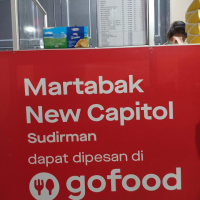 Martabak
New Capitol
Sudirman
dapat dipesan di
gofood